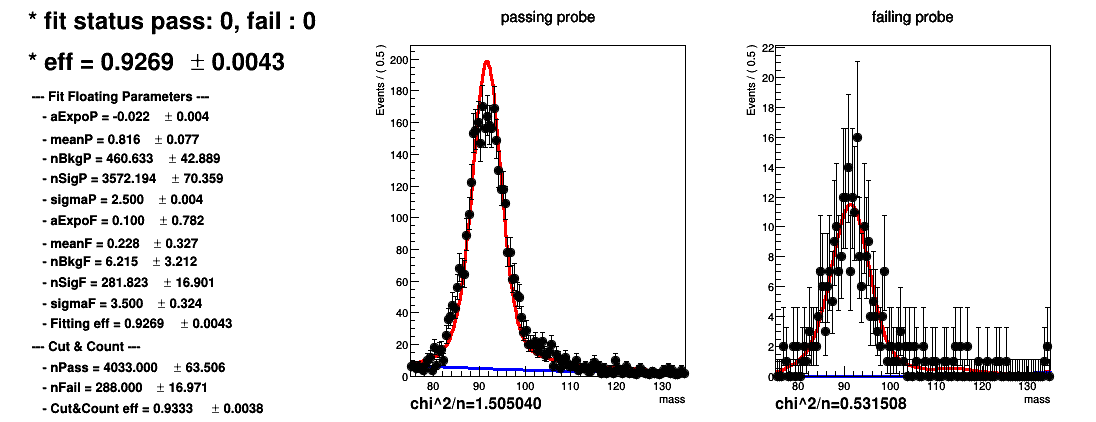 * fit status pass: 0, fail : 0
* eff = 0.9269 ± 0.0043
--- Fit Floating Parameters ---
- aExpoP = -0.022 ± 0.004
- meanP = 0.816 ± 0.077
- nBkgP = 460.633 ± 42.889
- nSigP = 3572.194 ± 70.359
- sigmaP = 2.500 ± 0.004
- aExpoF = 0.100 ± 0.782
- meanF = 0.228 ± 0.327
- nBkgF = 6.215 ± 3.212
- nSigF = 281.823 ± 16.901
- sigmaF = 3.500 ± 0.324
- Fitting eff = 0.9269 ± 0.0043
--- Cut & Count ---
- nPass = 4033.000 ± 63.506
- nFail = 288.000 ± 16.971
- Cut&Count eff = 0.9333 ± 0.0038
passing probe
Events / ( 0.5 )
200
180
160
140
120
100
80
60
40
20
0
80 90 100 110 120 130
mass
chi^2/n=1.505040
failing probe
Events / ( 0.5 )
22
20
18
16
14
12
10
8
6
4
2
0
80 90 100 110 120 130
mass
chi^2/n=0.531508